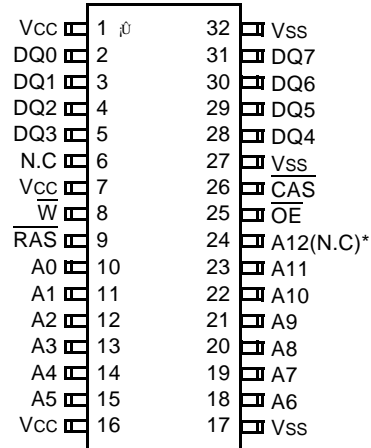 VCC 1 ¡Û 32 VSS
DQ0 2 31 DQ7
DQ1 3 30 DQ6
DQ2 4 29 DQ5
DQ3 5 28 DQ4
N.C 6 27 VSS
VCC 7 26 CAS
W 8 25 OE
RAS 9 24 A12(N.C)*
A0 10 23 A11
A1 11 22 A10
A2 12 21 A9
A3 13 20 A8
A4 14 19 A7
A5 15 18 A6
VCC 16 17 VSS